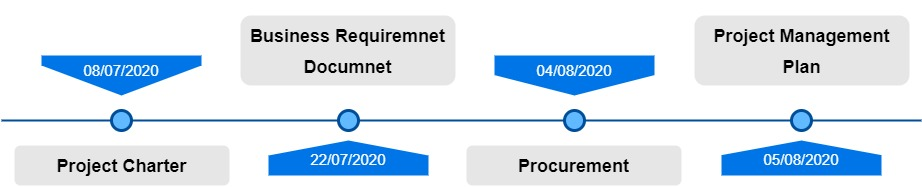 08/07/2020
Project Charter
Business Requiremnet
Documnet
22/07/2020
04/08/2020
Procurement
Project Management
Plan
05/08/2020